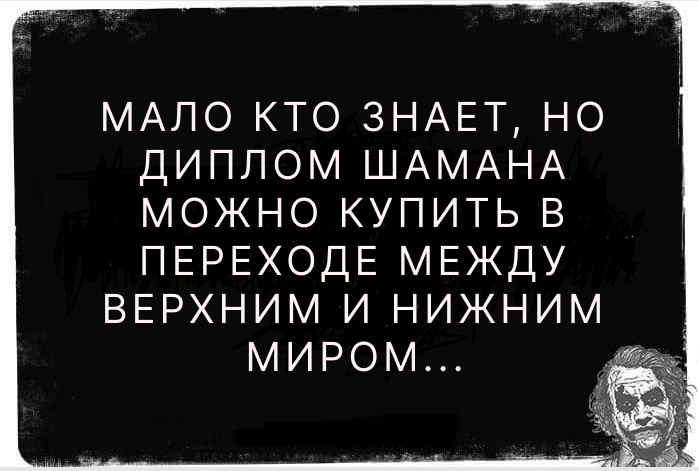 МАЛО КТО ЗНАЕТ, НО
ДИПЛОМ ШАМАНА
МОЖНО КУПИТЬ В
ПЕРЕХОДЕ МЕЖДУ
ВЕРХНИМ И НИЖНИМ
МИРОМ...